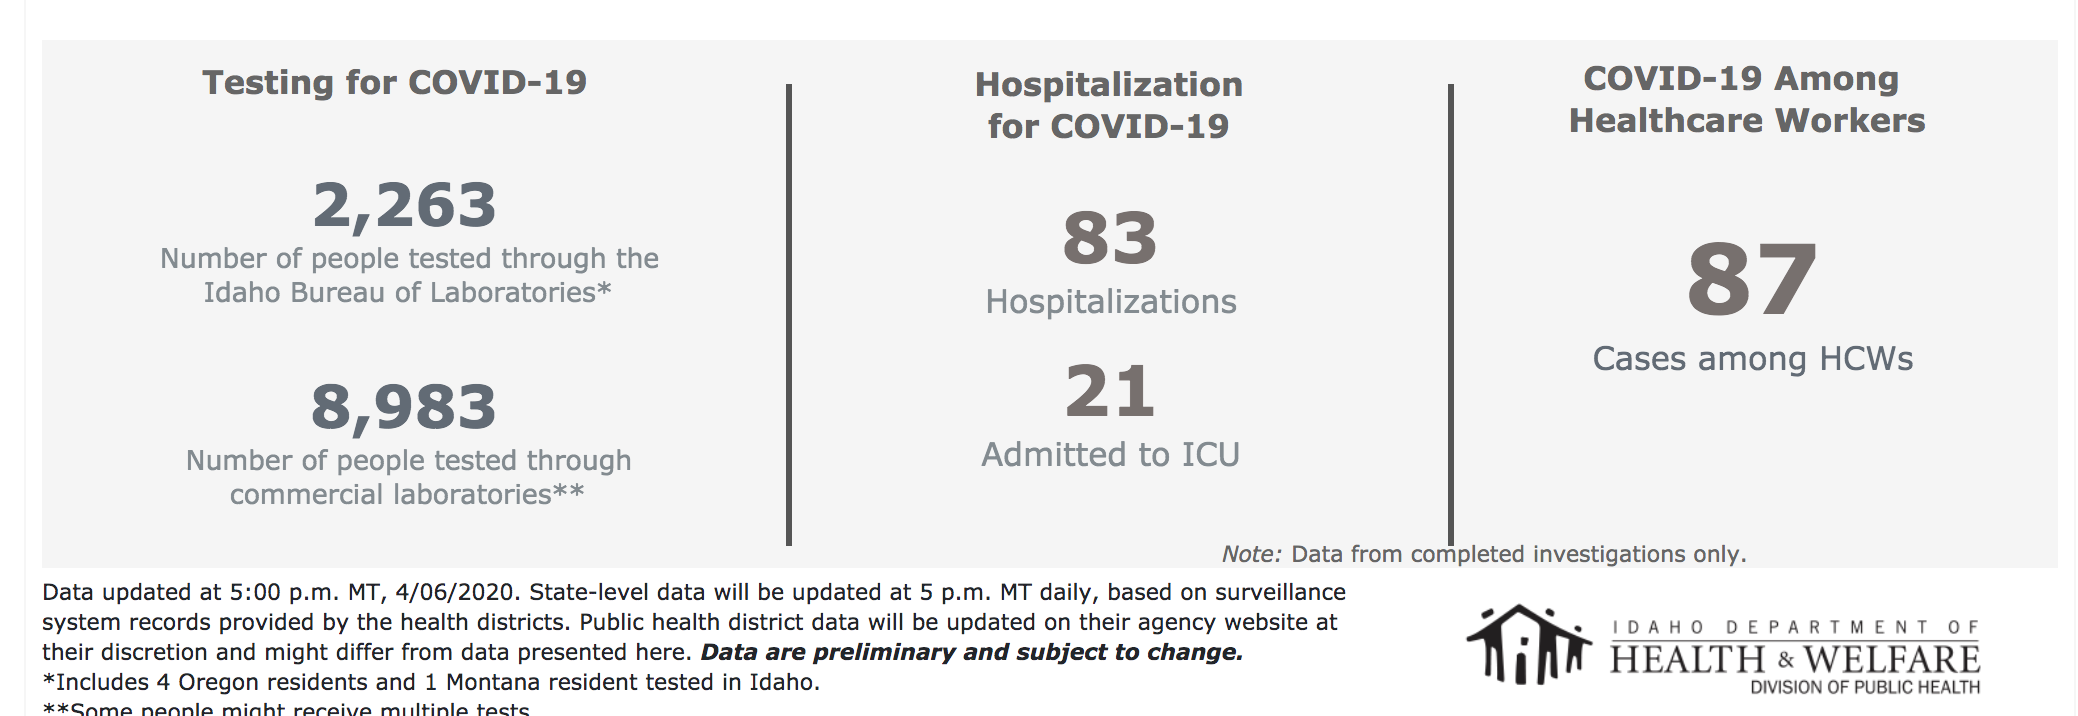 Testing for COVID-19
2,263
Number of people tested through the
Idaho Bureau of Laboratories*
8,983
Number of people tested through
commercial laboratories**
Hospitalization
for COVID-19
83
Hospitalizations
21
Admitted to ICU
COVID-19 Among
Healthcare Workers
87
Cases among HCWs
Note: Data from completed investigations only.
Data updated at 5:00 p.m. MT, 4/06/2020. State-level data will be updated at 5 p.m. MT daily, based on surveillance
system records provided by the health districts. Public health district data will be updated on their agency website at
their discretion and might differ from data presented here. Data are preliminary and subject to change.
*Includes 4 Oregon residents and 1 Montana resident tested in Idaho.
**Some people might receive multiple tests
IDAHO DEPARTMENT OF
HEALTH & WELFARE
DIVISION OF PUBLIC HEALTH